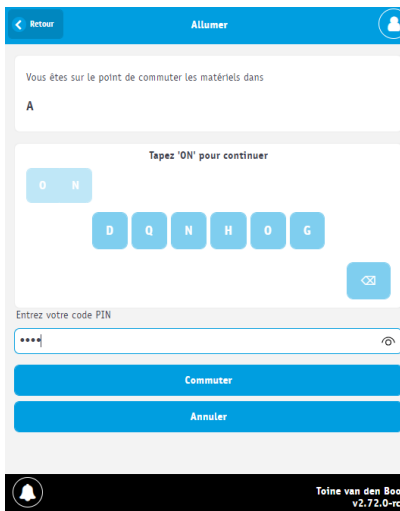 Retour
Allumer
Vous êtes sur le point de commuter les matériels dans
A
Tapez 'ON' pour continuer
O N
D Q N H O G
Entrez votre code PIN
••••
Commuter
Annuler
Toine van den Boo
v2.72.0-rc